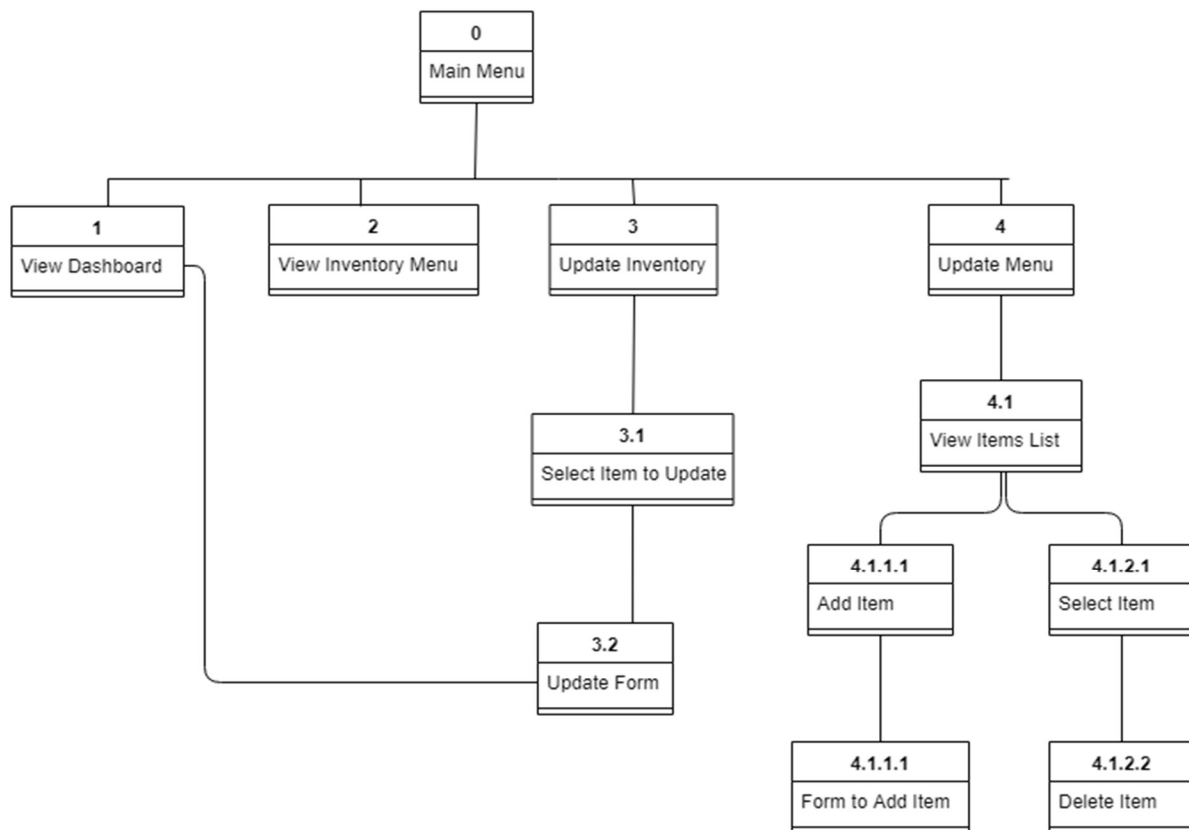 0
Main Menu
1
View Dashboard
2
View Inventory Menu
3
Update Inventory
4
Update Menu
4.1
View Items List
3.1
Select Item to Update
4.1.1.1
Add Item
4.1.2.1
Select Item
3.2
Update Form
4.1.1.1
Form to Add Item
4.1.2.2
Delete Item